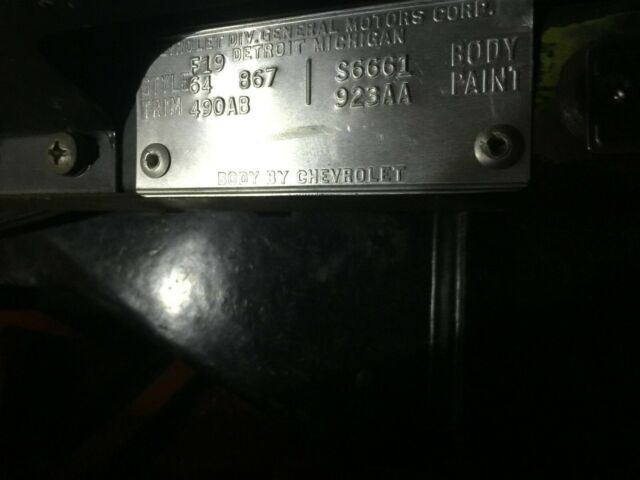 CHEVROLET DIV. GENERAL MOTORS CORP.
DETROIT MICHIGAN
F19
STYLE 64 867 S6661 BODY
TRIM 490AB 923AA PAINT
BODY BY CHEVROLET